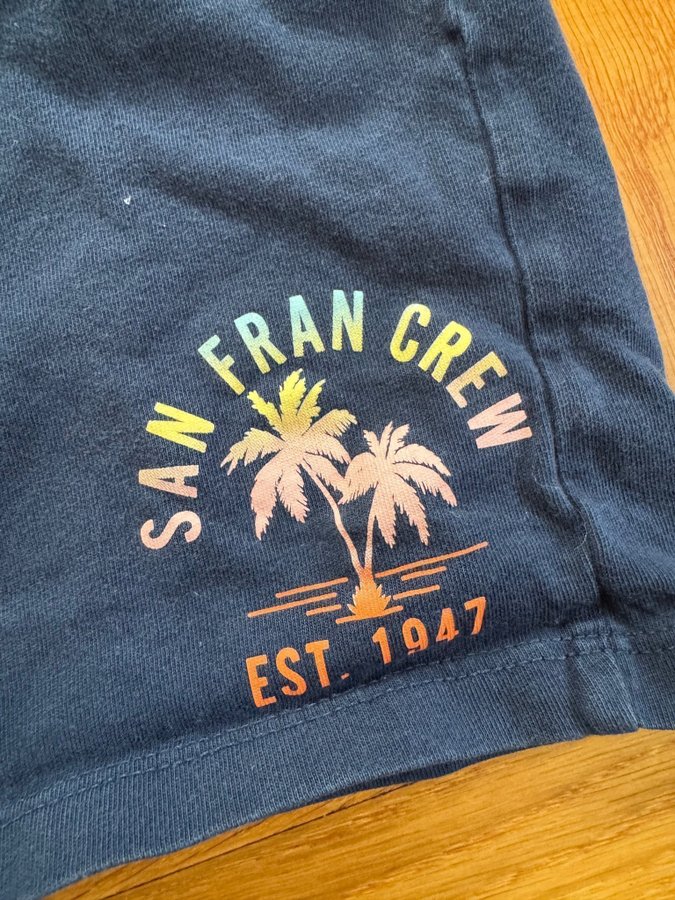 SAN FRAN CREW
EST. 1947